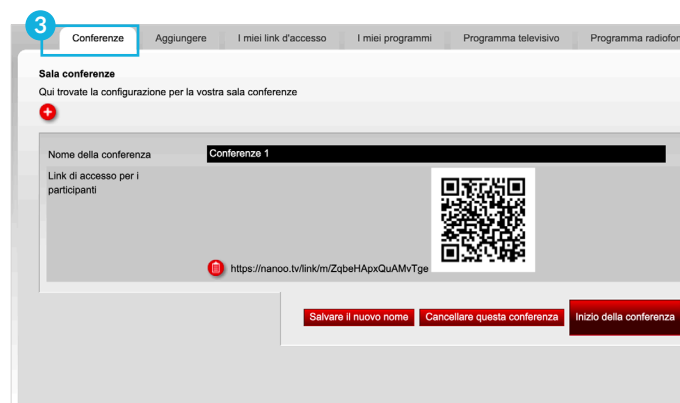 3
Conferenze Aggiungere I miei link d'accesso I miei programmi Programma televisivo Programma radiofor
Sala conferenze
Qui trovate la configurazione per la vostra sala conferenze
Nome della conferenza Conferenze 1
Link di accesso per i
participanti
https://nanoo.tv/link/m/ZqbeHApxQuAMvTge
Salvare il nuovo nome Cancellare questa conferenza Inizio della conferenza